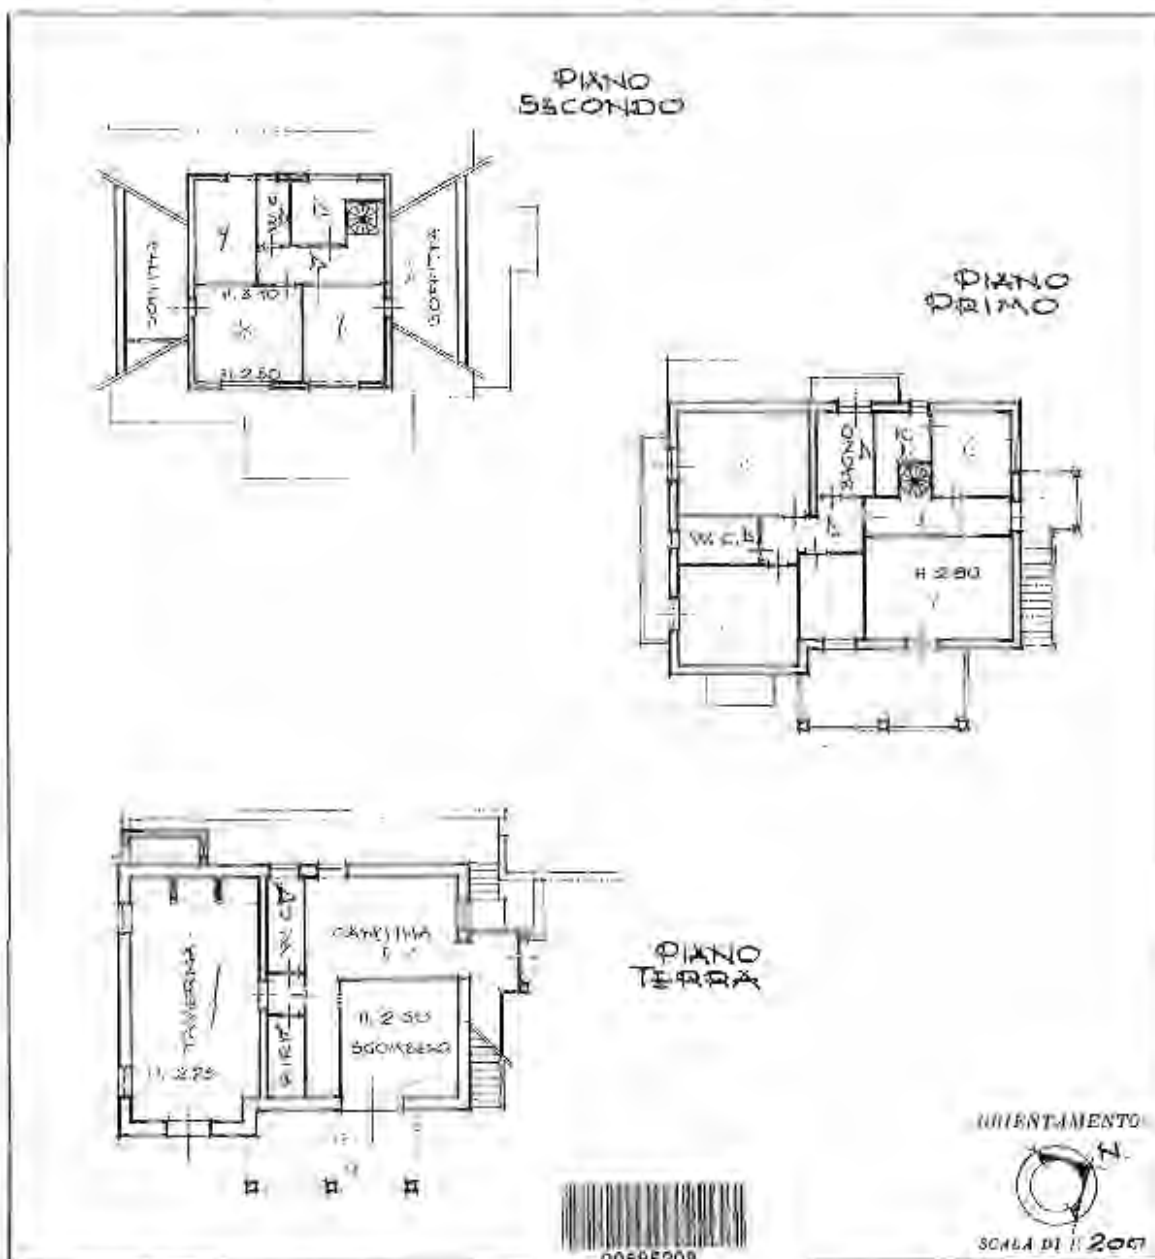 PIANO
SECONDO
W.C.
K
H. 3.10
H. 2.50
SOFFITTA
SOFFITTA
PIANO
PRIMO
BAGNO
K
W.C.
H 2.80
CANTINA
TAVERNA
W.C.
H. 2.50
SGOMBERO
H. 2.75
PIANO
TERRA
ORIENTAMENTO
N.
SCALA DI 1: 200